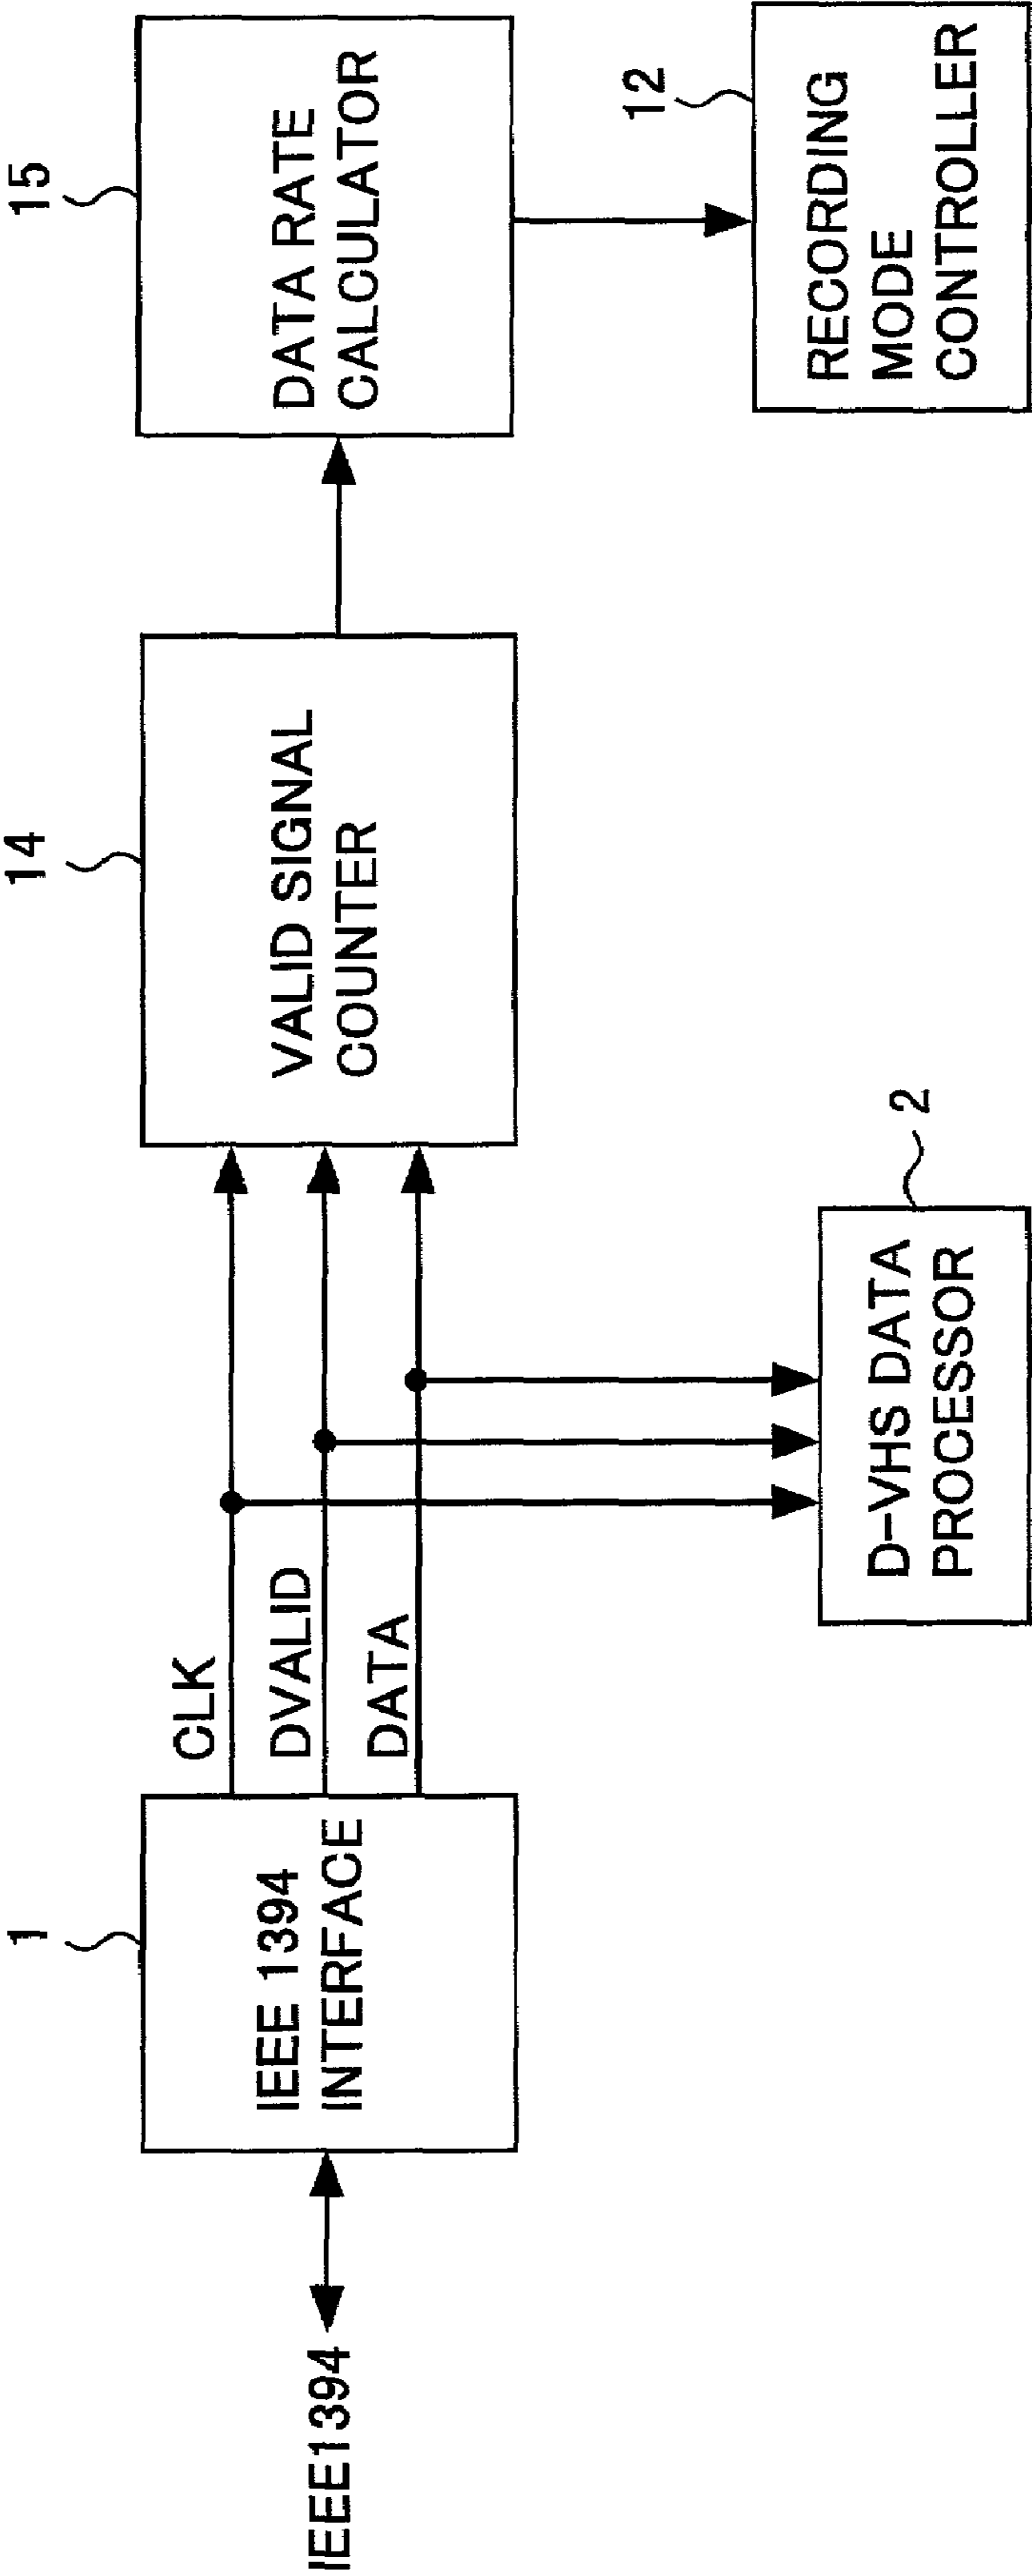 IEEE1394
1
IEEE 1394
INTERFACE
CLK
DVALID
DATA
14
VALID SIGNAL
COUNTER
15
DATA RATE
CALCULATOR
2
D-VHS DATA
PROCESSOR
12
RECORDING
MODE
CONTROLLER